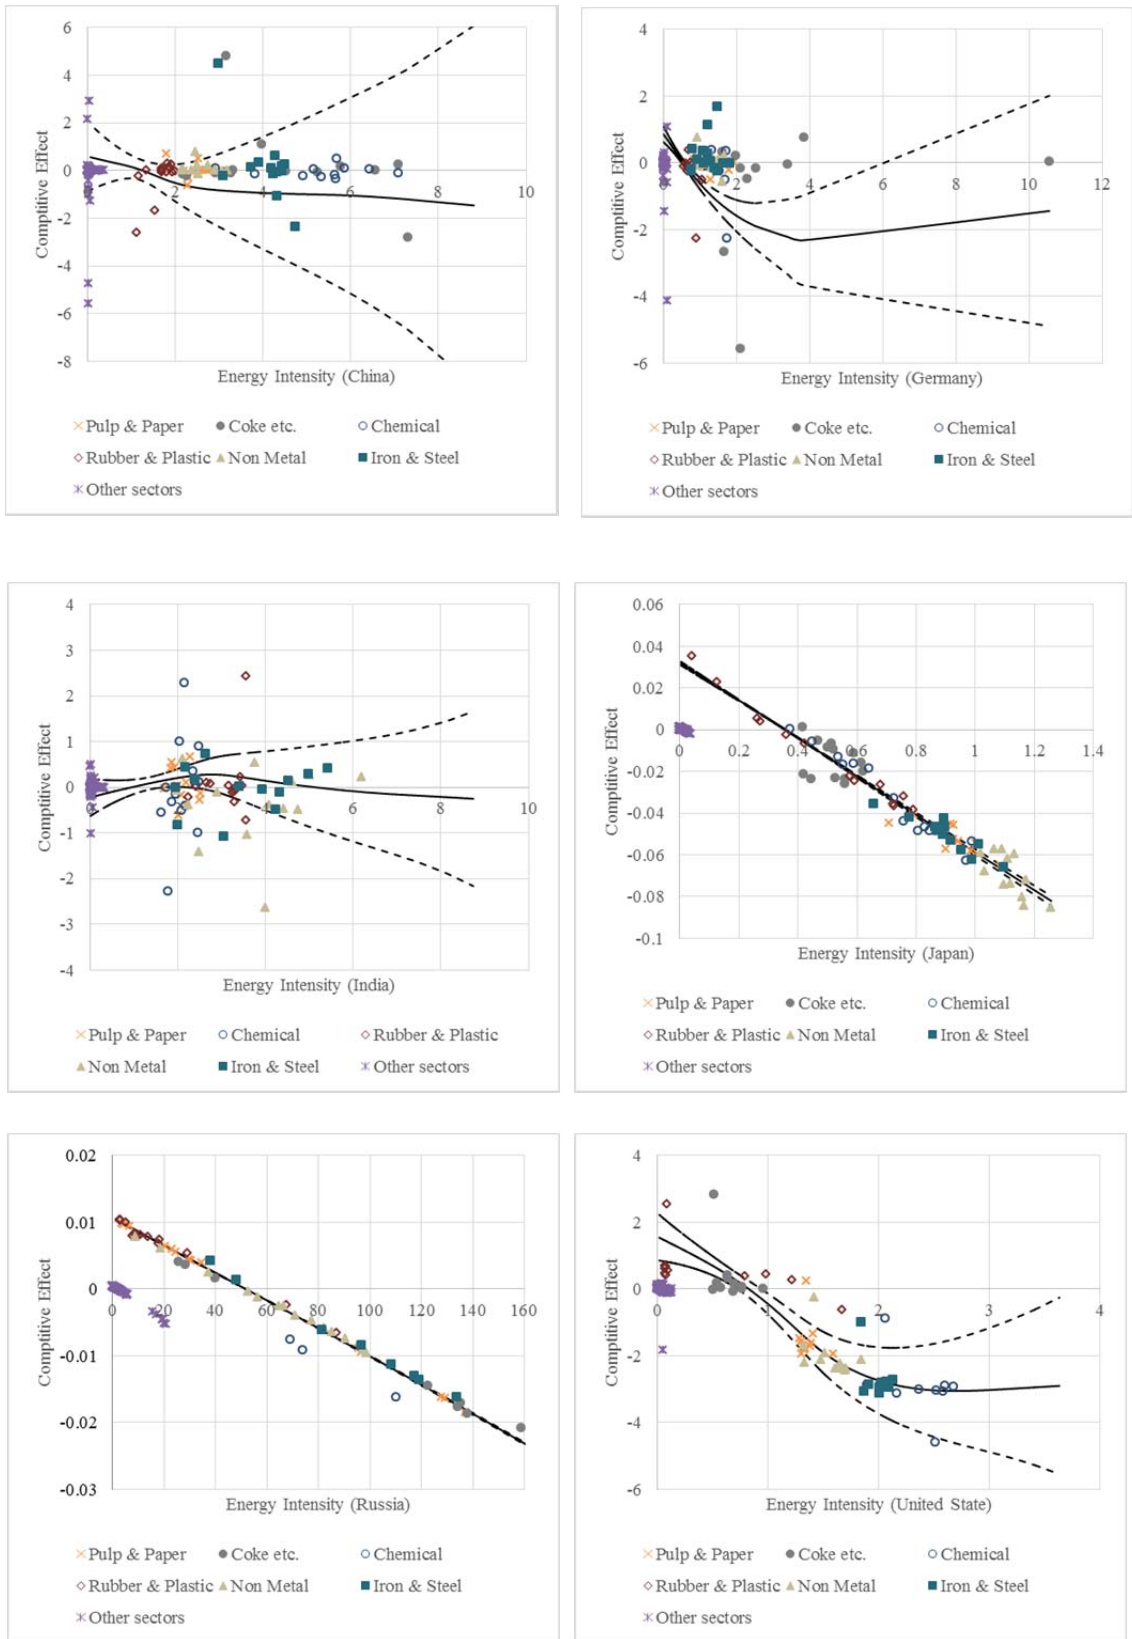 Comptitive Effect
6
4
2
0
-2
-4
-6
-8
0 2 4 6 8 10
Energy Intensity (China)
Pulp & Paper Coke etc. Chemical
Rubber & Plastic Non Metal Iron & Steel
Other sectors
Comptitive Effect
4
2
0
-2
-4
-6
0 2 4 6 8 10 12
Energy Intensity (Germany)
Pulp & Paper Coke etc. Chemical
Rubber & Plastic Non Metal Iron & Steel
Other sectors
Comptitive Effect
4
3
2
1
0
-1
-2
-3
-4
0 2 4 6 8 10
Energy Intensity (India)
Pulp & Paper Chemical Rubber & Plastic
Non Metal Iron & Steel Other sectors
Comptitive Effect
0.06
0.04
0.02
0
-0.02
-0.04
-0.06
-0.08
-0.1
0 0.2 0.4 0.6 0.8 1 1.2 1.4
Energy Intensity (Japan)
Pulp & Paper Coke etc. Chemical
Rubber & Plastic Non Metal Iron & Steel
Other sectors
Comptitive Effect
0.02
0.01
0
-0.01
-0.02
-0.03
0 20 40 60 80 100 120 140 160
Energy Intensity (Russia)
Pulp & Paper Coke etc. Chemical
Rubber & Plastic Non Metal Iron & Steel
Other sectors
Comptitive Effect
4
2
0
-2
-4
-6
0 1 2 3 4
Energy Intensity (United State)
Pulp & Paper Coke etc. Chemical
Rubber & Plastic Non Metal Iron & Steel
Other sectors